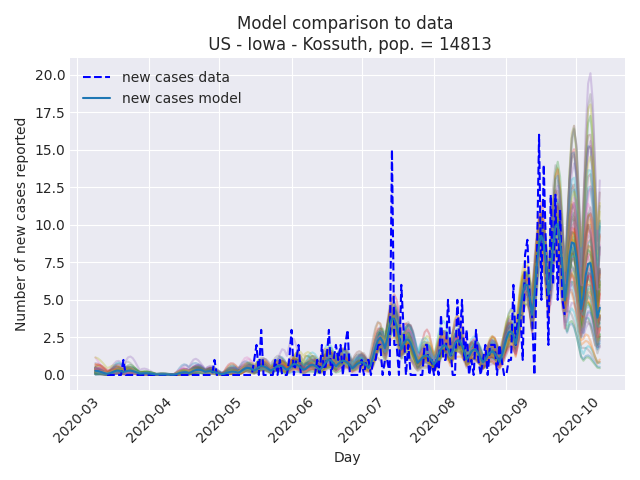 Model comparison to data
US - Iowa - Kossuth, pop. = 14813
new cases data
new cases model
Number of new cases reported
20.0
17.5
15.0
12.5
10.0
7.5
5.0
2.5
0.0
2020-03
2020-04
2020-05
2020-06
2020-07
2020-08
2020-09
2020-10
Day